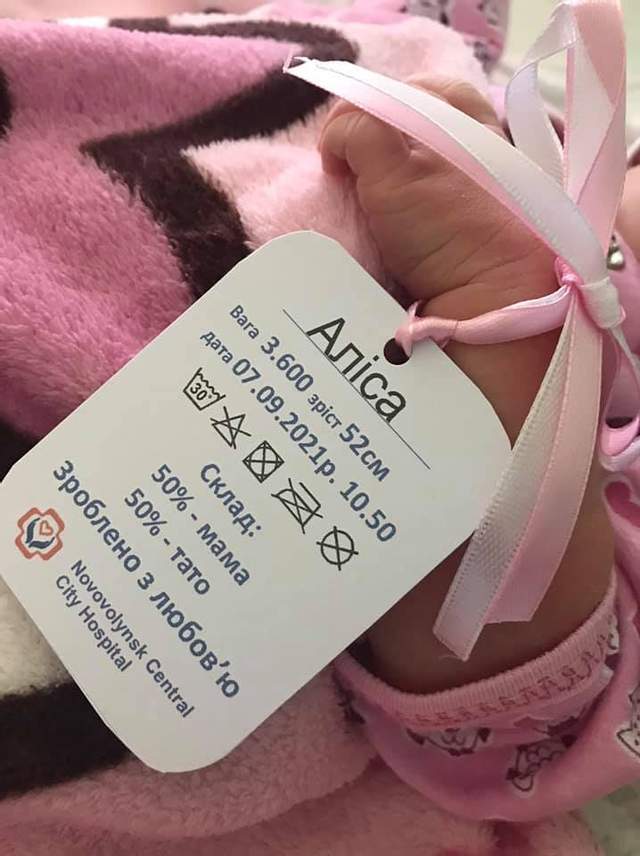 Аліса
Вага 3.600 зріст 52см
дата 07.09.2021р. 10.50
30°
Склад:
50% - мама
50% - тато
Зроблено з любов'ю
Novovolynsk Central
City Hospital